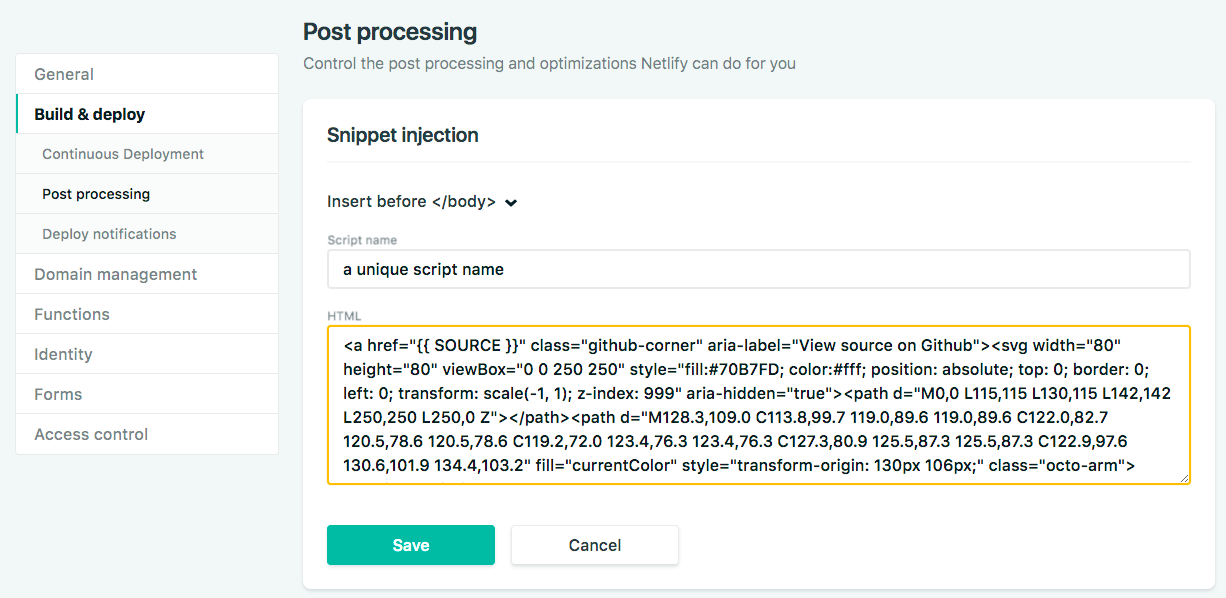 Post processing
Control the post processing and optimizations Netlify can do for you
General
Build & deploy
Continuous Deployment
Post processing
Deploy notifications
Domain management
Functions
Identity
Forms
Access control
Snippet injection
Insert before </body>
Script name
a unique script name
HTML
<a href="{{ SOURCE }}" class="github-corner" aria-label="View source on Github"><svg width="80"
height="80" viewBox="0 0 250 250" style="fill:#70B7FD; color:#fff; position: absolute; top: 0; border: 0;
left: 0; transform: scale(-1, 1); z-index: 999" aria-hidden="true"><path d="M0,0 L115,115 L130,115 L142,142
L250,250 L250,0 Z"></path><path d="M128.3,109.0 C113.8,99.7 119.0,89.6 119.0,89.6 C122.0,82.7
120.5,78.6 120.5,78.6 C119.2,72.0 123.4,76.3 123.4,76.3 C127.3,80.9 125.5,87.3 125.5,87.3 C122.9,97.6
130.6,101.9 134.4,103.2" fill="currentColor" style="transform-origin: 130px 106px;" class="octo-arm">
Save
Cancel